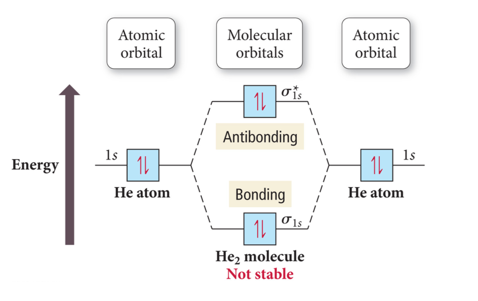 Atomic
orbital
Molecular
orbitals
Atomic
orbital
Energy
σ*1s
Antibonding
1s
1s
He atom
He atom
Bonding
σ1s
He2 molecule
Not stable